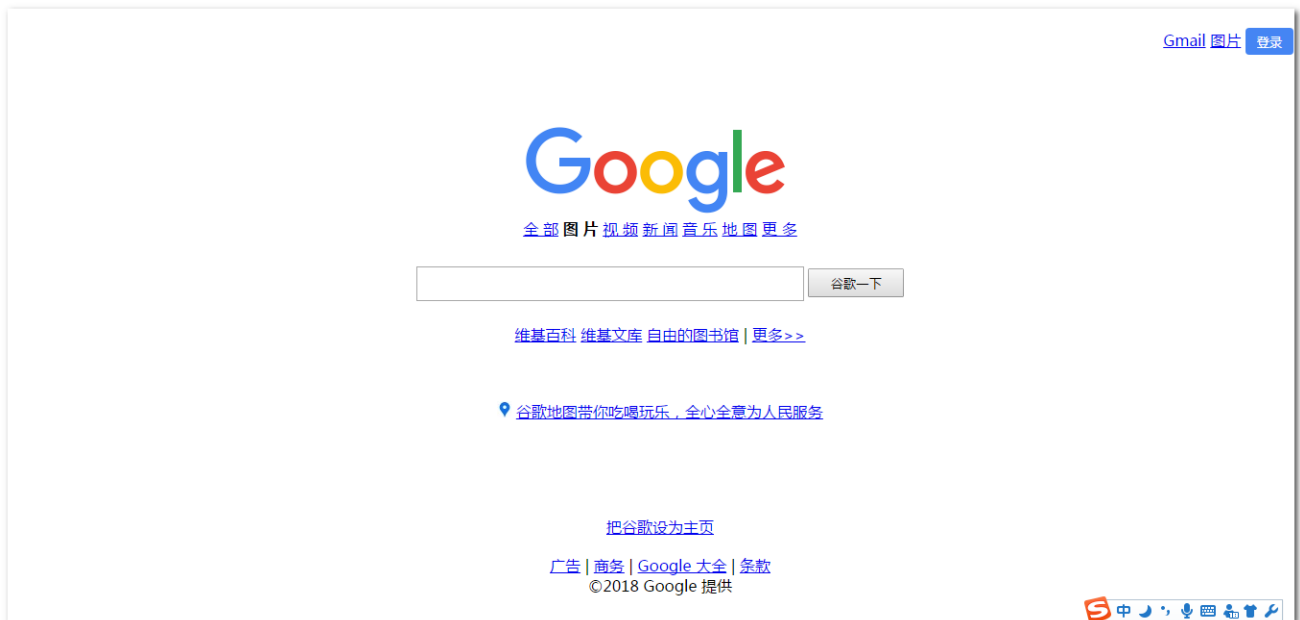 Gmail 图片 登录
Google
全部 图片 视频 新闻 音乐 地图 更多
谷歌一下
维基百科 维基文库 自由的图书馆 | 更多>>
谷歌地图带你吃喝玩乐，全心全意为人民服务
把谷歌设为主页
广告 | 商务 | Google 大全 | 条款
©2018 Google 提供
S 中